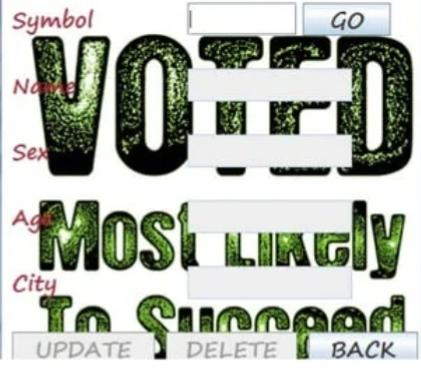 Symbol GO
VOTED
Name
Sex
Age
Most Likely
City
To Succeed
UPDATE DELETE BACK